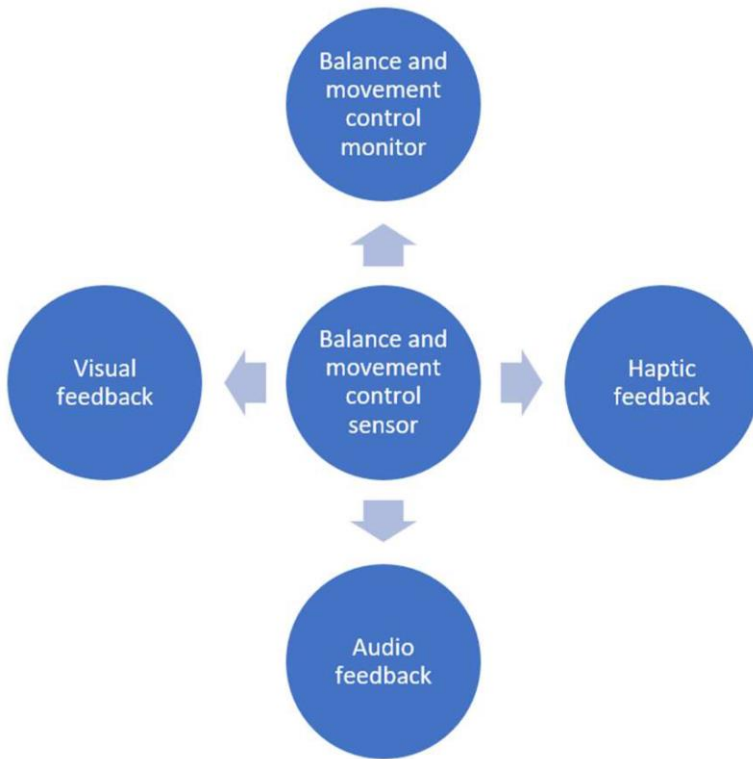 Balance and
movement
control
monitor
Visual
feedback
Balance and
movement
control
sensor
Haptic
feedback
Audio
feedback